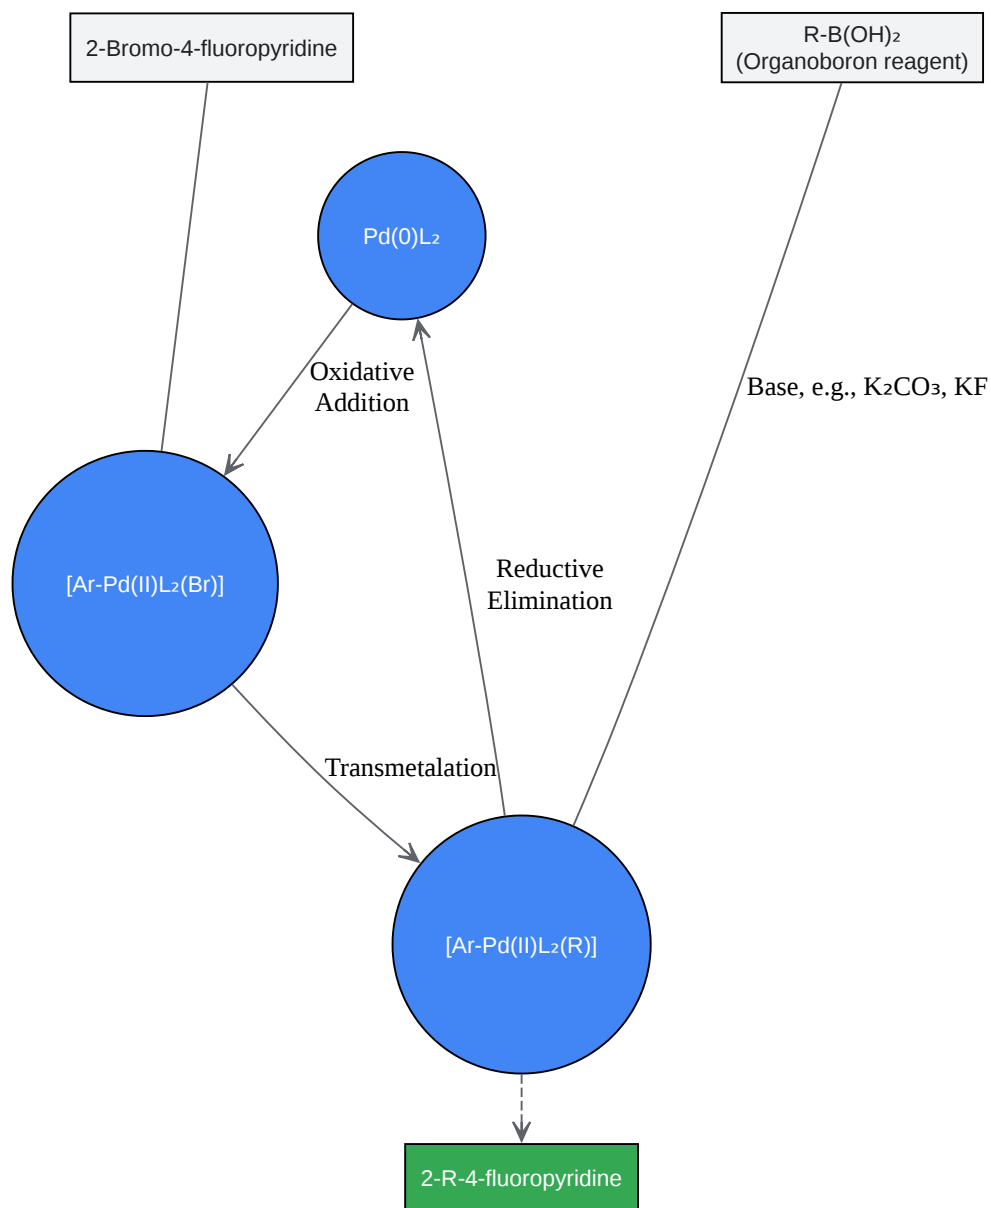 2-Bromo-4-fluoropyridine
R-B(OH)₂
(Organoboron reagent)
Pd(0)L₂
Oxidative
Addition
Base, e.g., K₂CO₃, KF
[Ar-Pd(II)L₂(Br)]
Reductive
Elimination
Transmetalation
[Ar-Pd(II)L₂(R)]
2-R-4-fluoropyridine